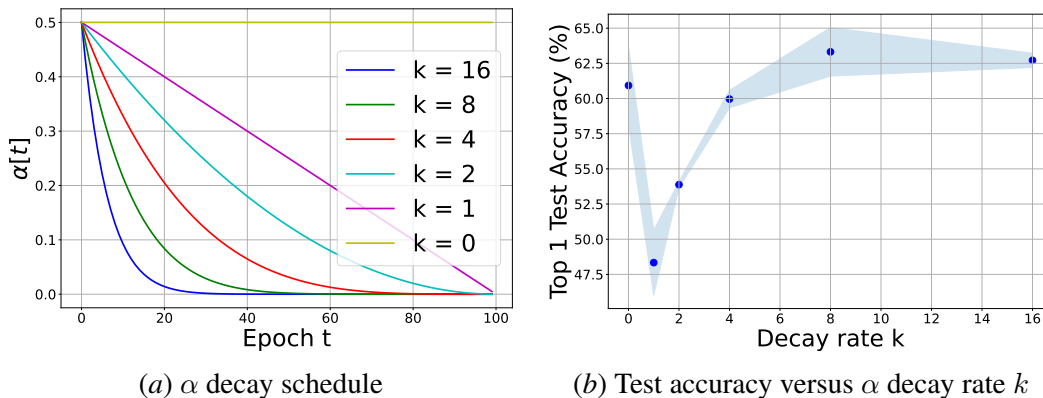 0.5
0.4
0.3
0.2
0.1
0.0
α[t]
k = 16
k = 8
k = 4
k = 2
k = 1
k = 0
0 20 40 60 80 100
Epoch t
(a) α decay schedule
65.0
62.5
60.0
57.5
55.0
52.5
50.0
47.5
Top 1 Test Accuracy (%)
0 2 4 6 8 10 12 14 16
Decay rate k
(b) Test accuracy versus α decay rate k